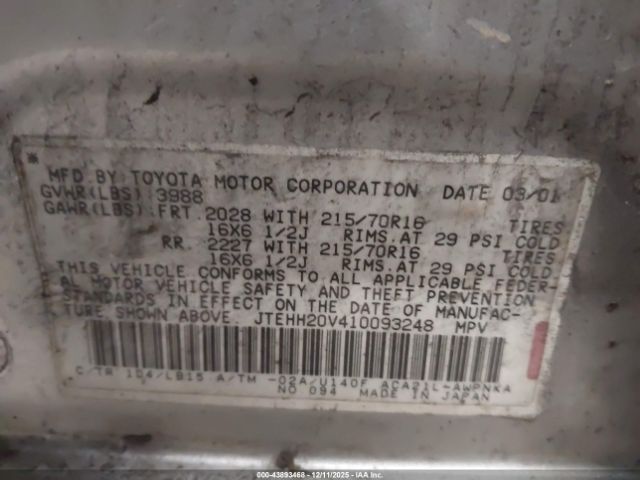 MFD BY: TOYOTA MOTOR CORPORATION DATE 03/01
GVWR(LBS):3988
GAWR(LBS):FRT. 2028 WITH 215/70R16 TIRES
16X6 1/2J RIMS.AT 29 PSI COLD
RR. 2227 WITH 215/70R16 TIRES
16X6 1/2J RIMS.AT 29 PSI COLD
THIS VEHICLE CONFORMS TO ALL APPLICABLE FEDER-
AL MOTOR VEHICLE SAFETY AND THEFT PREVENTION
STANDARDS IN EFFECT ON THE DATE OF MANUFAC-
TURE SHOWN ABOVE. JTEHH20V410093248 MPV
C/TR 1D4/LB15 A/TM -02A/U140F ACA21L-AWPNKA
NO 094 MADE IN JAPAN
000-43893468 - 12/11/2025 - IAAI.com